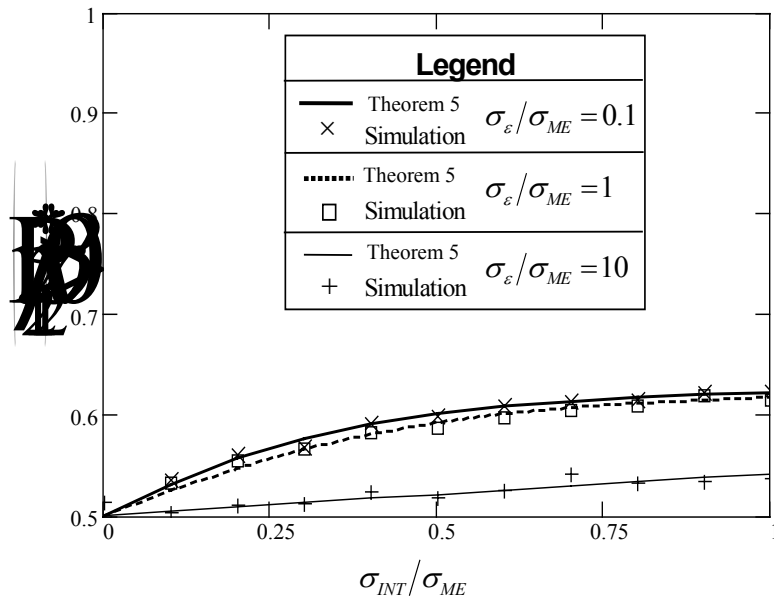 1
0.9
0.8
0.7
0.6
0.5
Legend
Theorem 5
Simulation
σ_ε/σ_ME = 0.1
Theorem 5
Simulation
σ_ε/σ_ME = 1
Theorem 5
Simulation
σ_ε/σ_ME = 10
0 0.25 0.5 0.75 1
σ_INT/σ_ME